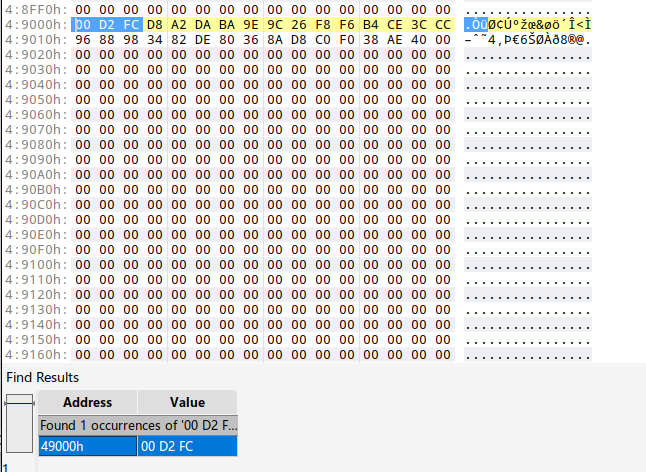 4:8FF0h: 00 00 00 00 00 00 00 00 00 00 00 00 00 00 00 00 ................
4:9000h: 00 D2 FC D8 A2 DA BA 9E 9C 26 F8 F6 B4 CE 3C CC .ÒüØ¢Úºžœ&øö´Î<Ì
4:9010h: 96 88 98 34 82 DE 80 36 8A D8 C0 F0 38 AE 40 00 –ˆ˜4‚Þ€6ŠØÀð8®@.
4:9020h: 00 00 00 00 00 00 00 00 00 00 00 00 00 00 00 00 ................
4:9030h: 00 00 00 00 00 00 00 00 00 00 00 00 00 00 00 00 ................
4:9040h: 00 00 00 00 00 00 00 00 00 00 00 00 00 00 00 00 ................
4:9050h: 00 00 00 00 00 00 00 00 00 00 00 00 00 00 00 00 ................
4:9060h: 00 00 00 00 00 00 00 00 00 00 00 00 00 00 00 00 ................
4:9070h: 00 00 00 00 00 00 00 00 00 00 00 00 00 00 00 00 ................
4:9080h: 00 00 00 00 00 00 00 00 00 00 00 00 00 00 00 00 ................
4:9090h: 00 00 00 00 00 00 00 00 00 00 00 00 00 00 00 00 ................
4:90A0h: 00 00 00 00 00 00 00 00 00 00 00 00 00 00 00 00 ................
4:90B0h: 00 00 00 00 00 00 00 00 00 00 00 00 00 00 00 00 ................
4:90C0h: 00 00 00 00 00 00 00 00 00 00 00 00 00 00 00 00 ................
4:90D0h: 00 00 00 00 00 00 00 00 00 00 00 00 00 00 00 00 ................
4:90E0h: 00 00 00 00 00 00 00 00 00 00 00 00 00 00 00 00 ................
4:90F0h: 00 00 00 00 00 00 00 00 00 00 00 00 00 00 00 00 ................
4:9100h: 00 00 00 00 00 00 00 00 00 00 00 00 00 00 00 00 ................
4:9110h: 00 00 00 00 00 00 00 00 00 00 00 00 00 00 00 00 ................
4:9120h: 00 00 00 00 00 00 00 00 00 00 00 00 00 00 00 00 ................
4:9130h: 00 00 00 00 00 00 00 00 00 00 00 00 00 00 00 00 ................
4:9140h: 00 00 00 00 00 00 00 00 00 00 00 00 00 00 00 00 ................
4:9150h: 00 00 00 00 00 00 00 00 00 00 00 00 00 00 00 00 ................
4:9160h: 00 00 00 00 00 00 00 00 00 00 00 00 00 00 00 00 ................
Find Results
Address Value
Found 1 occurrences of '00 D2 F...
49000h 00 D2 FC
1